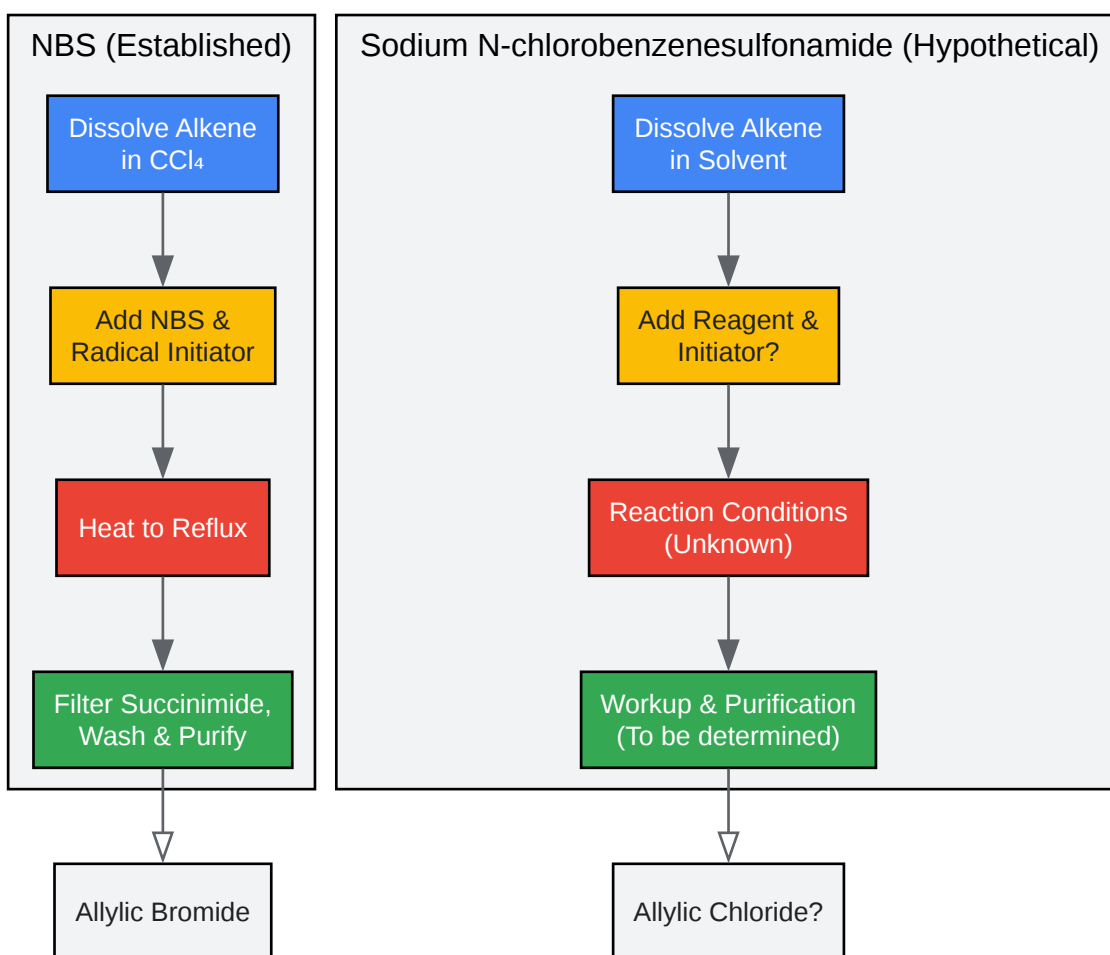 NBS (Established)
Dissolve Alkene
in CCl₄
Add NBS &
Radical Initiator
Heat to Reflux
Filter Succinimide,
Wash & Purify
Allylic Bromide
Sodium N-chlorobenzenesulfonamide (Hypothetical)
Dissolve Alkene
in Solvent
Add Reagent &
Initiator?
Reaction Conditions
(Unknown)
Workup & Purification
(To be determined)
Allylic Chloride?